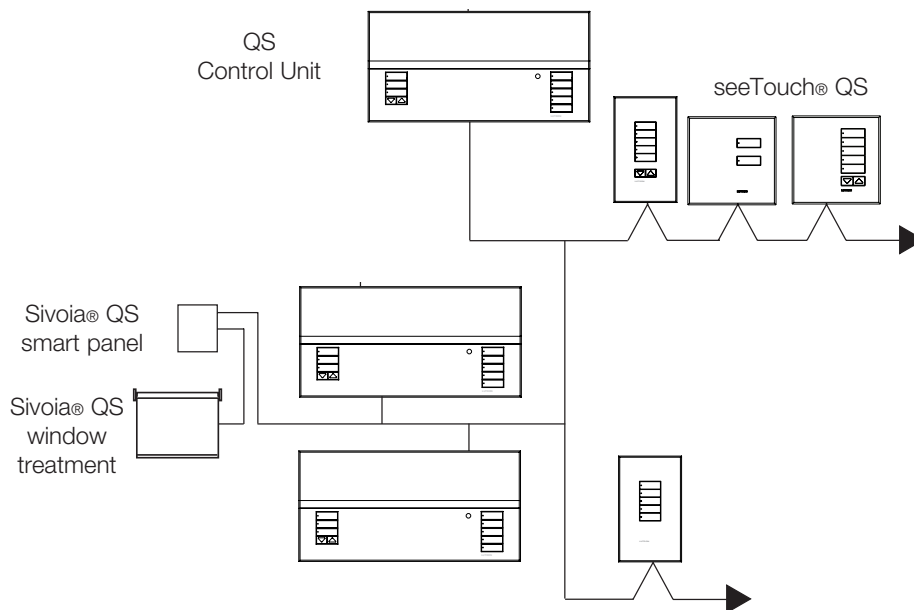 QS
Control Unit
seeTouch® QS
Sivoia® QS
smart panel
Sivoia® QS
window
treatment